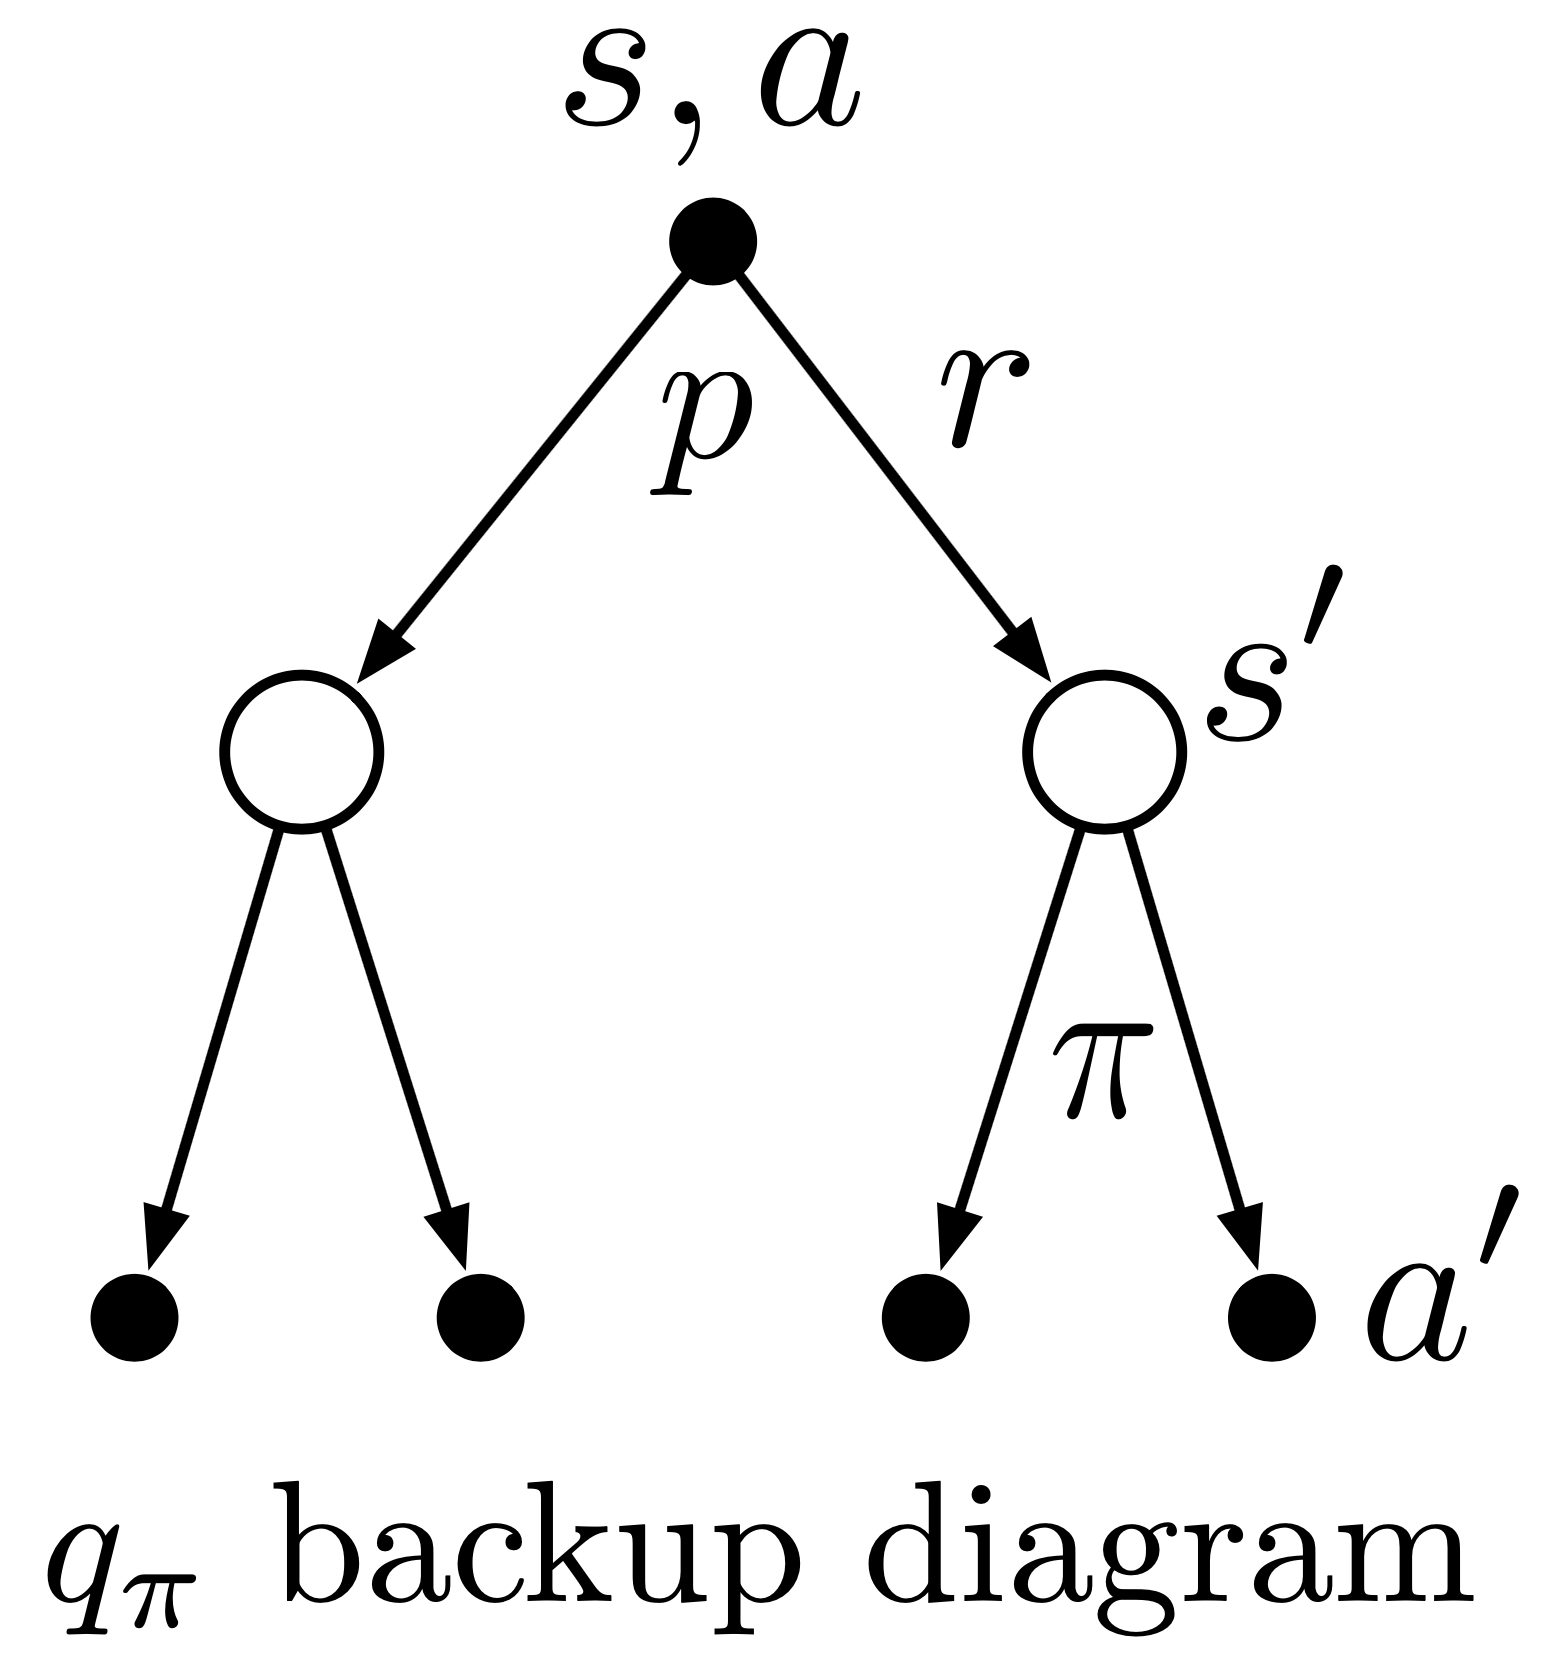 s, a
p
r
s′
π
a′
qπ backup diagram